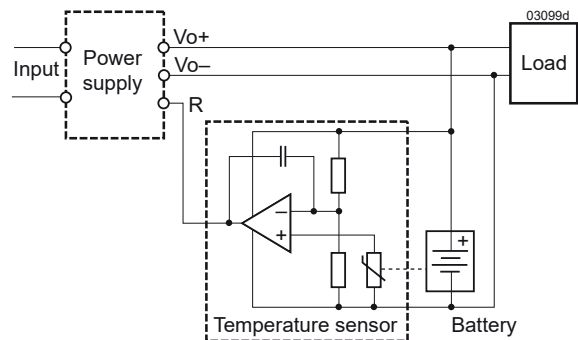 03099d
Vo+
Power
supply
Input
Vo–
Load
R
–
+
+
Temperature sensor
Battery